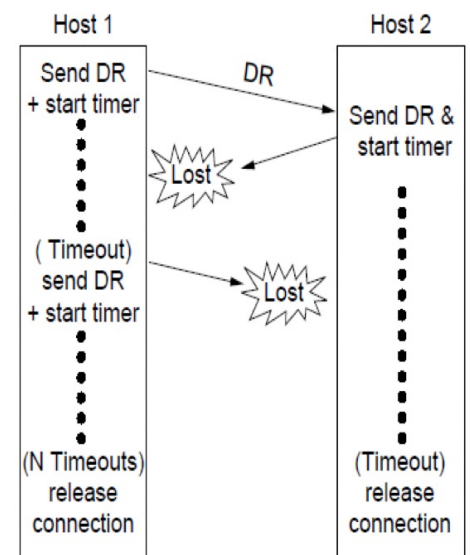 Host 1
Host 2
Send DR
+ start timer
DR
Send DR &
start timer
Lost
( Timeout)
send DR
+ start timer
Lost
(N Timeouts)
release
connection
(Timeout)
release
connection